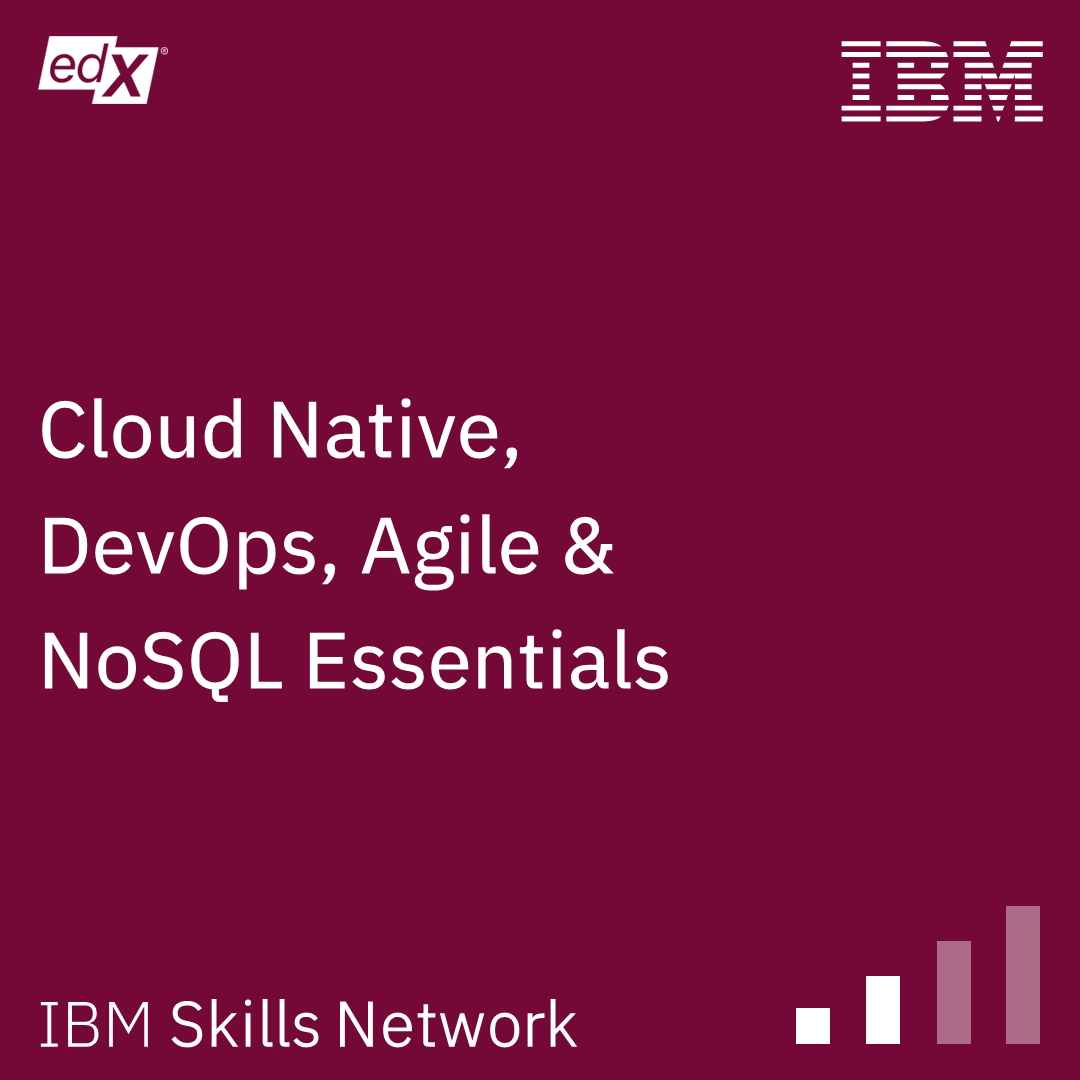 edX®
IBM
Cloud Native,
DevOps, Agile &
NoSQL Essentials
IBM Skills Network